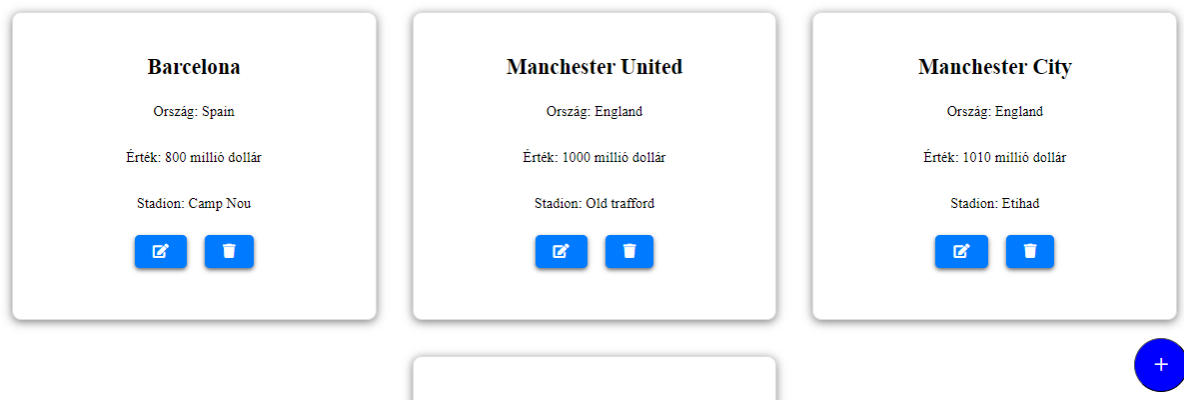 Barcelona
Ország: Spain
Érték: 800 millió dollár
Stadion: Camp Nou
Manchester United
Ország: England
Érték: 1000 millió dollár
Stadion: Old trafford
Manchester City
Ország: England
Érték: 1010 millió dollár
Stadion: Etihad
+